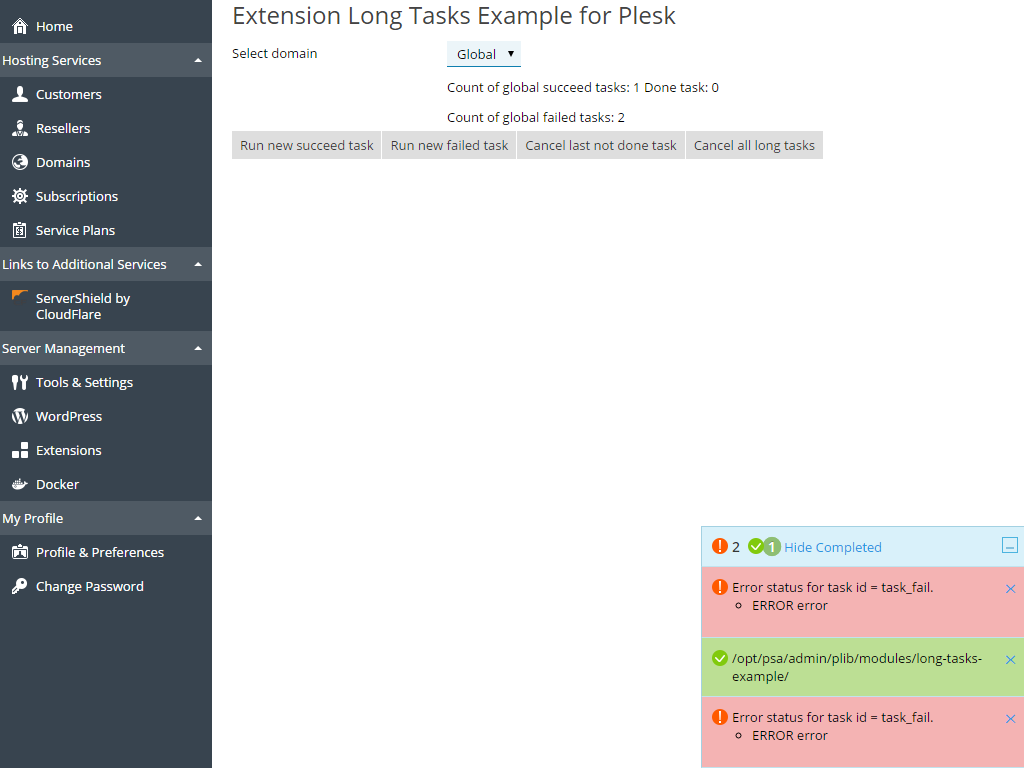 Home
Hosting Services
Customers
Resellers
Domains
Subscriptions
Service Plans
Links to Additional Services
ServerShield by
CloudFlare
Server Management
Tools & Settings
WordPress
Extensions
Docker
My Profile
Profile & Preferences
Change Password
Extension Long Tasks Example for Plesk
Select domain Global
Count of global succeed tasks: 1 Done task: 0
Count of global failed tasks: 2
Run new succeed task Run new failed task Cancel last not done task Cancel all long tasks
2 1 Hide Completed
Error status for task id = task_fail.
ERROR error
/opt/psa/admin/plib/modules/long-tasks-
example/
Error status for task id = task_fail.
ERROR error